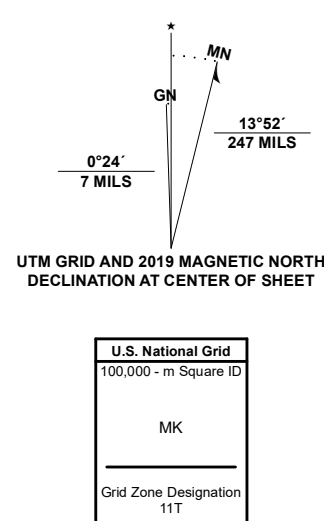 ★
MN
GN
13°52´
247 MILS
0°24´
7 MILS
UTM GRID AND 2019 MAGNETIC NORTH
DECLINATION AT CENTER OF SHEET
U.S. National Grid
100,000 - m Square ID
MK
Grid Zone Designation
11T